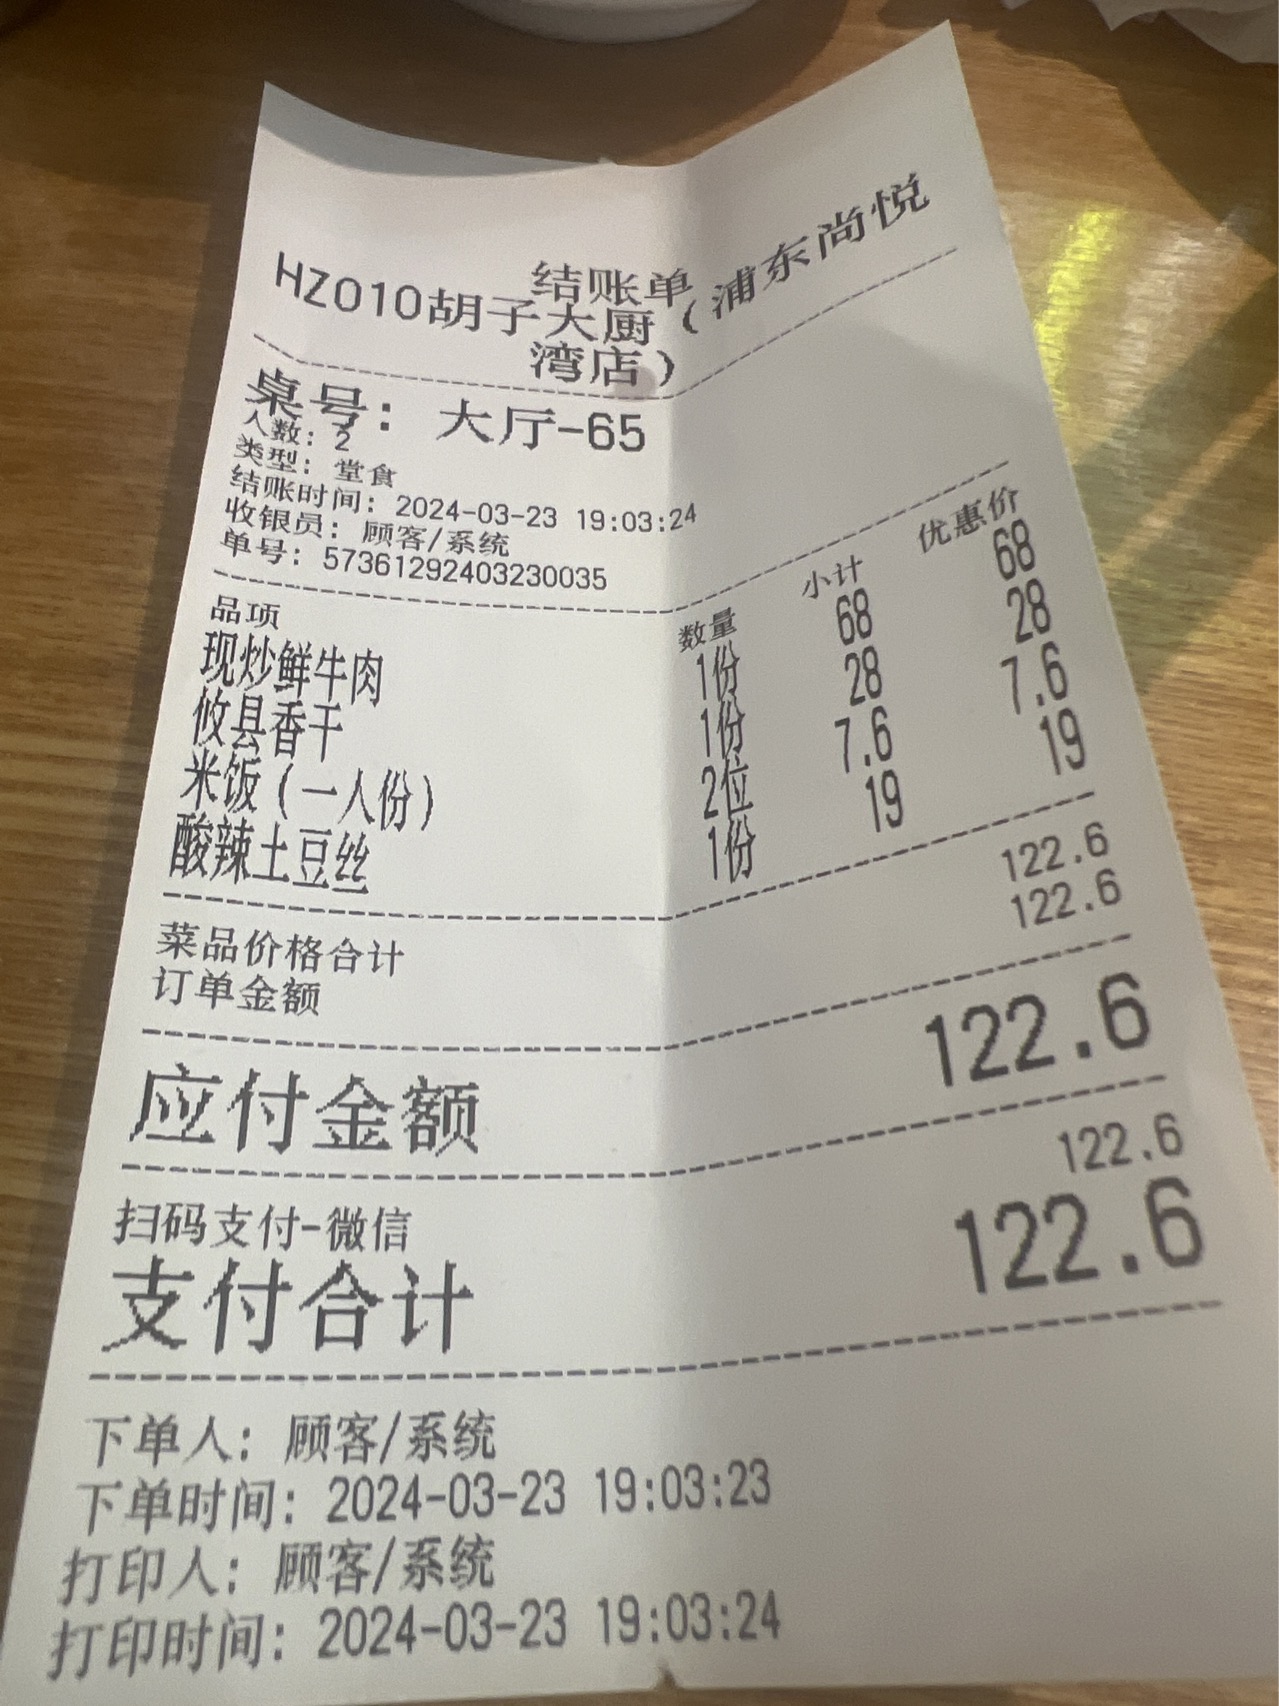 结账单
HZ010胡子大厨（浦东尚悦
湾店）
桌号：大厅-65
人数：2
类型：堂食
结账时间：2024-03-23 19:03:24
收银员：顾客/系统
单号：573612924032300​35
品项 数量 小计 优惠价
现炒鲜牛肉 1份 68 68
攸县香干 1份 28 28
米饭（一人份） 2位 7.6 7.6
酸辣土豆丝 1份 19 19
菜品价格合计 122.6
订单金额 122.6
应付金额 122.6
扫码支付-微信 122.6
支付合计 122.6
下单人：顾客/系统
下单时间：2024-03-23 19:03:23
打印人：顾客/系统
打印时间：2024-03-23 19:03:24